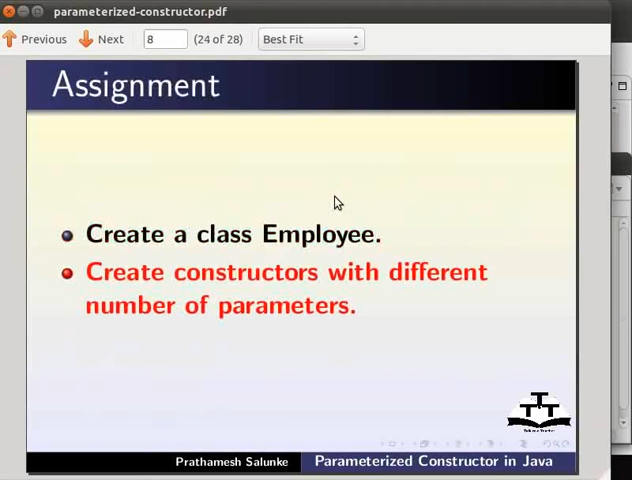 parameterized-constructor.pdf
Previous Next 8 (24 of 28) Best Fit
Assignment
Create a class Employee.
Create constructors with different
number of parameters.
Prathamesh Salunke Parameterized Constructor in Java